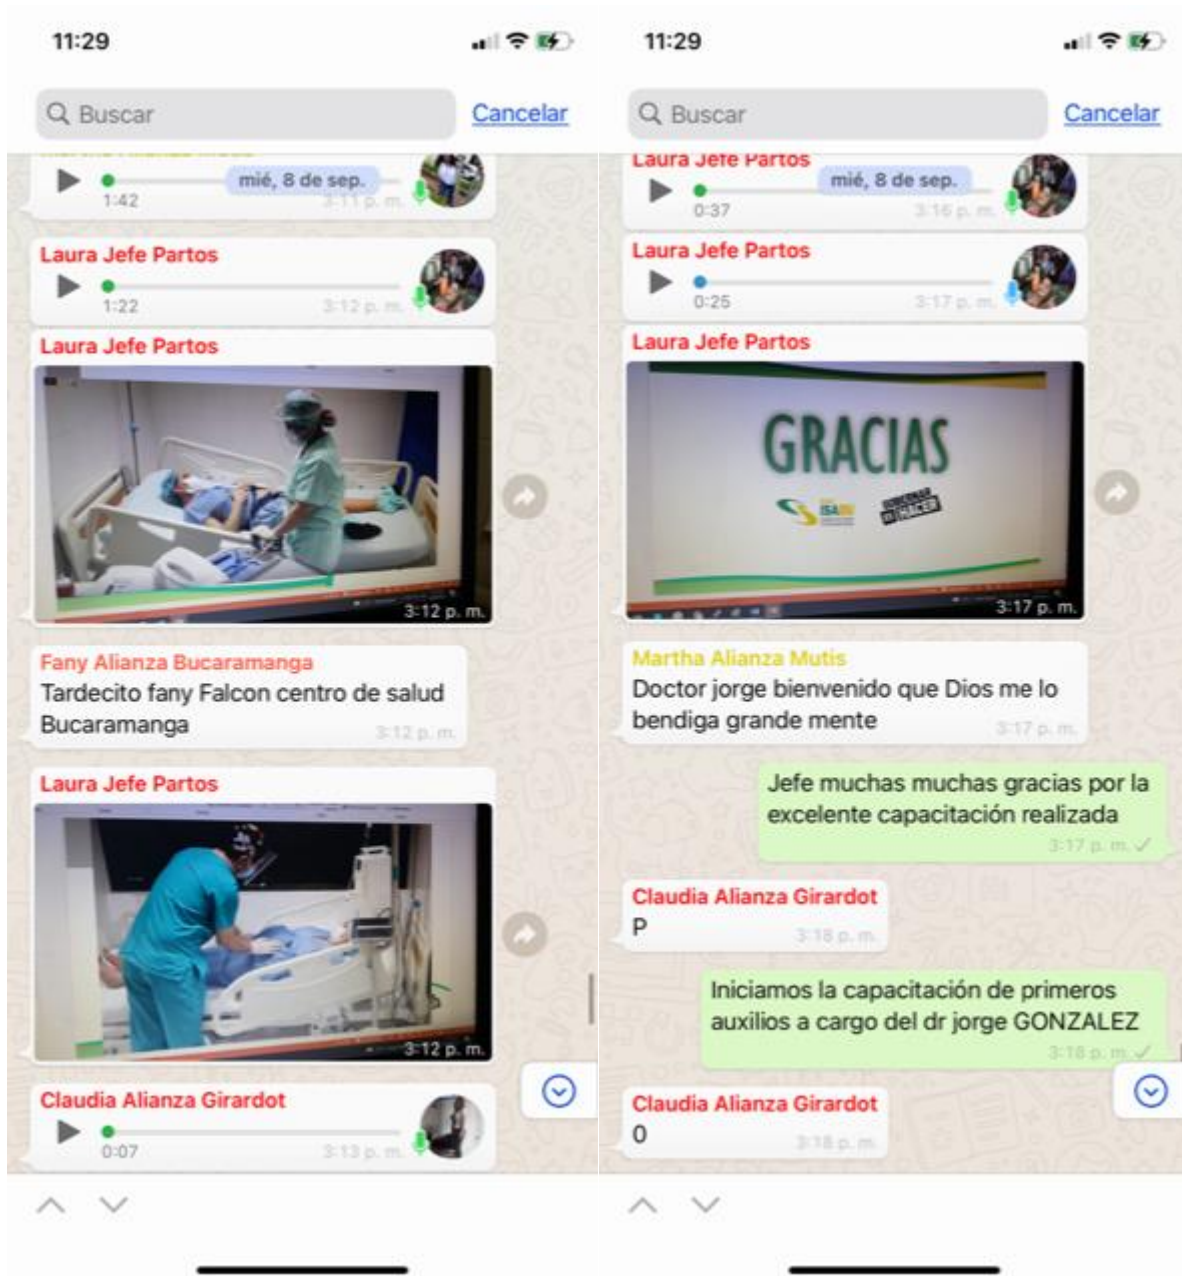 11:29
Buscar
Cancelar
mié, 8 de sep.
1:42
3:11 p. m.
Laura Jefe Partos
1:22
3:12 p. m.
Laura Jefe Partos
3:12 p. m.
Fany Alianza Bucaramanga
Tardecito fany Falcon centro de salud
Bucaramanga
3:12 p. m.
Laura Jefe Partos
3:12 p. m.
Claudia Alianza Girardot
0:07
3:13 p. m.
11:29
Buscar
Cancelar
Laura Jefe Partos
mié, 8 de sep.
0:37
3:16 p. m.
Laura Jefe Partos
0:25
3:17 p. m.
Laura Jefe Partos
GRACIAS
ISABU
GOBERNAR
ES HACER
3:17 p. m.
Martha Alianza Mutis
Doctor jorge bienvenido que Dios me lo
bendiga grande mente
3:17 p. m.
Jefe muchas muchas gracias por la
excelente capacitación realizada
3:17 p. m.
Claudia Alianza Girardot
P
3:18 p. m.
Iniciamos la capacitación de primeros
auxilios a cargo del dr jorge GONZALEZ
3:18 p. m.
Claudia Alianza Girardot
0
3:18 p. m.